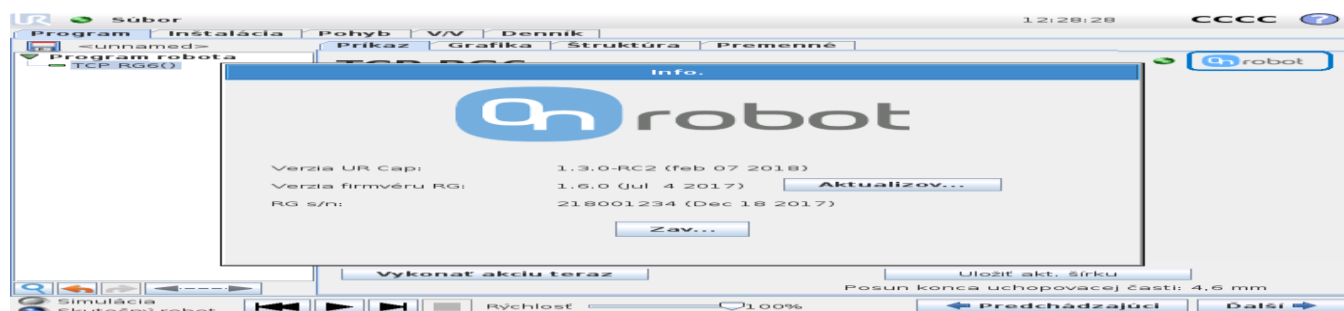 Súbor 12:28:28 CCCC ?
Program Inštalácia Pohyb V/V Denník
<unnamed> Príkaz Grafika Štruktúra Premenné
Program robota
TCP RG6()
On robot
Info.
On robot
Verzia UR Cap: 1.3.0-RC2 (feb 07 2018)
Verzia firmvéru RG: 1.6.0 (Jul 4 2017) Aktualizov...
RG s/n: 218001234 (Dec 18 2017)
Zav...
Vykonať akciu teraz Uložiť akt. šírku
Posun konca uchopovacej časti: 4,6 mm
Simulácia
Rýchlosť 100% Predchádzajúci Ďalší